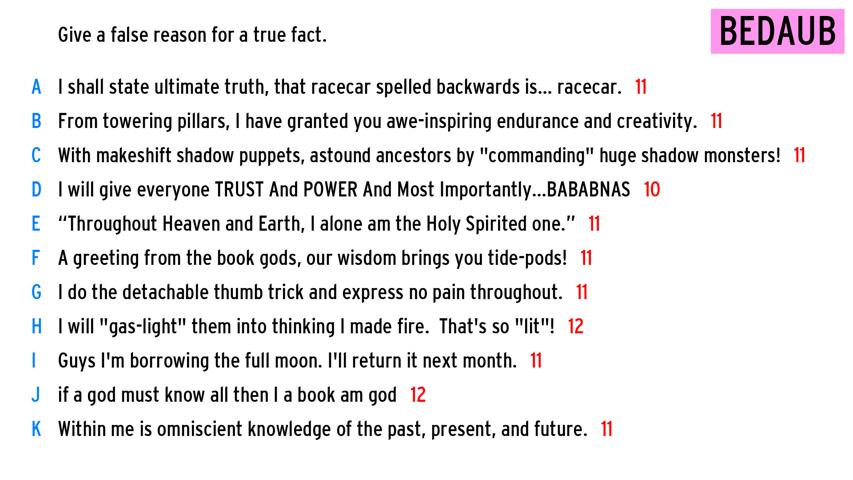 Give a false reason for a true fact.
BEDAUB
A I shall state ultimate truth, that racecar spelled backwards is... racecar. 11
B From towering pillars, I have granted you awe-inspiring endurance and creativity. 11
C With makeshift shadow puppets, astound ancestors by "commanding" huge shadow monsters! 11
D I will give everyone TRUST And POWER And Most Importantly...BABABNAS 10
E “Throughout Heaven and Earth, I alone am the Holy Spirited one.” 11
F A greeting from the book gods, our wisdom brings you tide-pods! 11
G I do the detachable thumb trick and express no pain throughout. 11
H I will "gas-light" them into thinking I made fire. That's so "lit"! 12
I Guys I'm borrowing the full moon. I'll return it next month. 11
J if a god must know all then I a book am god 12
K Within me is omniscient knowledge of the past, present, and future. 11